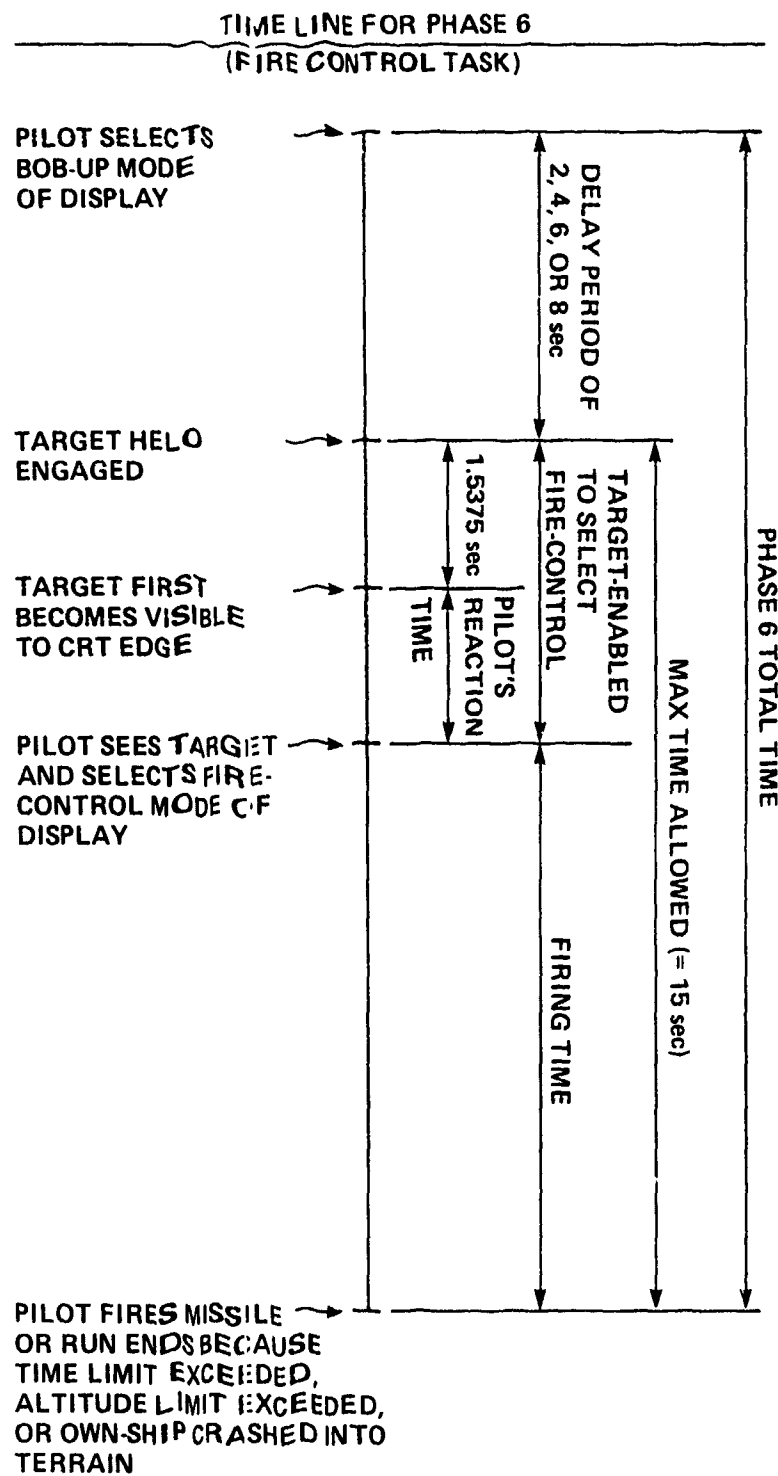 TIME LINE FOR PHASE 6
(FIRE CONTROL TASK)
PILOT SELECTS
BOB-UP MODE
OF DISPLAY
TARGET HELO
ENGAGED
TARGET FIRST
BECOMES VISIBLE
TO CRT EDGE
PILOT SEES TARGET
AND SELECTS FIRE-
CONTROL MODE OF
DISPLAY
PILOT FIRES MISSILE
OR RUN ENDS BECAUSE
TIME LIMIT EXCEEDED,
ALTITUDE LIMIT EXCEEDED,
OR OWN-SHIP CRASHED INTO
TERRAIN
DELAY PERIOD OF
2, 4, 6, OR 8 sec
1.5375 sec
PILOT'S
REACTION
TIME
TARGET-ENABLED
TO SELECT
FIRE-CONTROL
FIRING TIME
MAX TIME ALLOWED (= 15 sec)
PHASE 6 TOTAL TIME